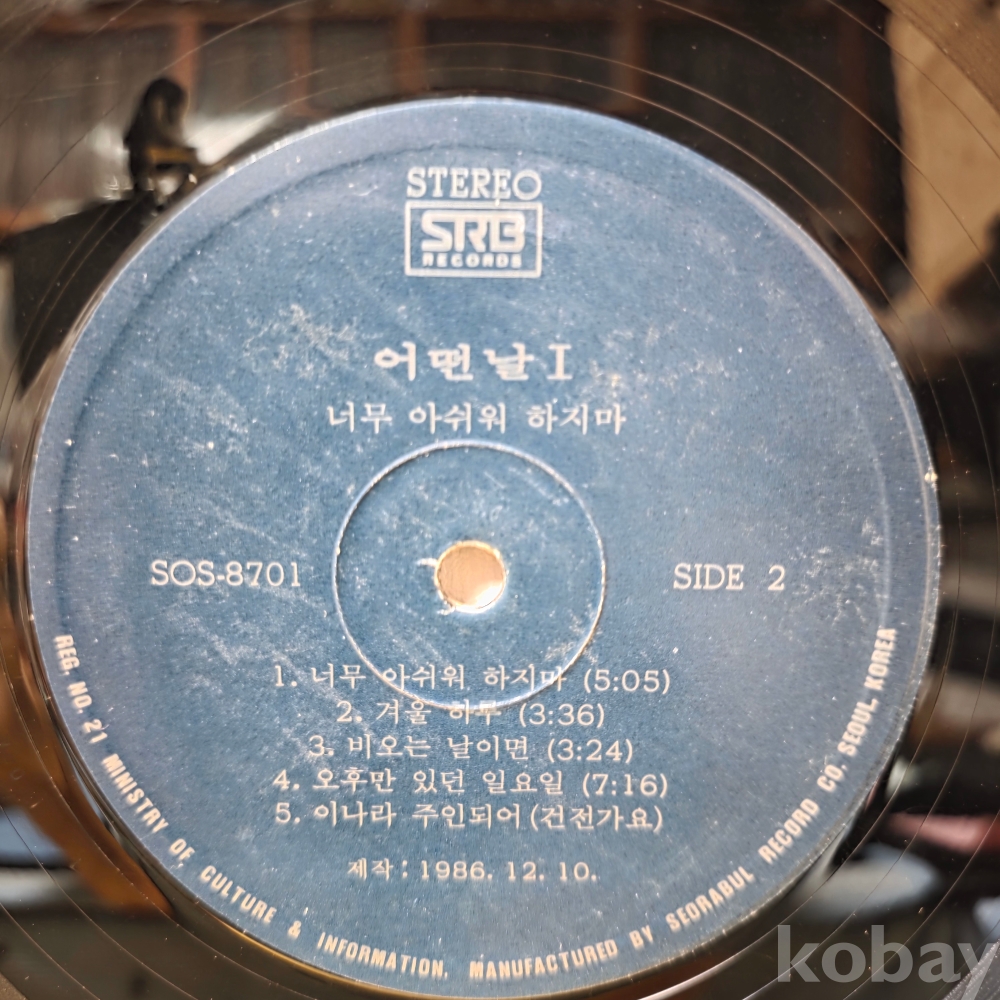 STEREO
SRB
RECORDS
어떤날 I
너무 아쉬워 하지마
SOS-8701
SIDE 2
1. 너무 아쉬워 하지마 (5:05)
2. 겨울 하루 (3:36)
3. 비오는 날이면 (3:24)
4. 오후만 있던 일요일 (7:16)
5. 이나라 주인되어 (건전가요)
제작 : 1986. 12. 10.
REG. NO. 21 MINISTRY OF CULTURE & INFORMATION. MANUFACTURED BY SEORABUL RECORD CO. SEOUL KOREA
kobay